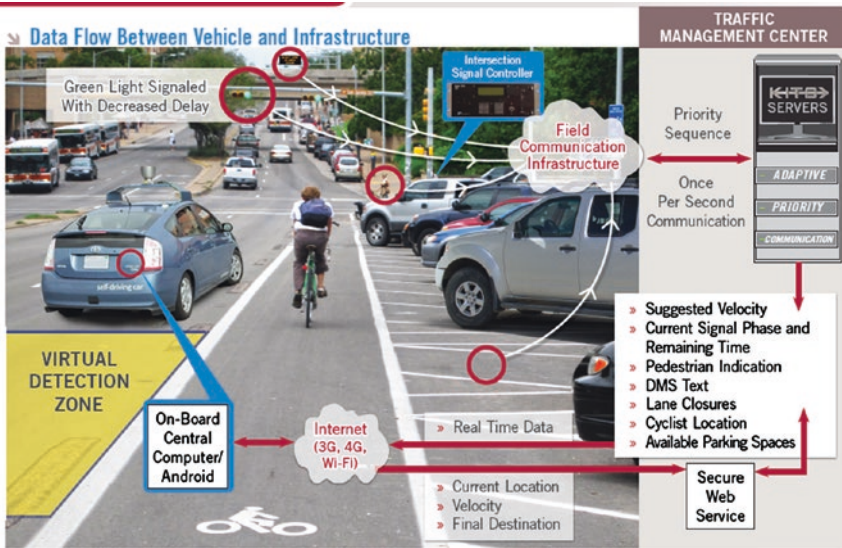 Data Flow Between Vehicle and Infrastructure
TRAFFIC
MANAGEMENT CENTER
Green Light Signaled
With Decreased Delay
Intersection
Signal Controller
Field
Communication
Infrastructure
Priority
Sequence
Once
Per Second
Communication
KITS
SERVERS
ADAPTIVE
PRIORITY
COMMUNICATION
self-driving car
VIRTUAL
DETECTION
ZONE
On-Board
Central
Computer/
Android
Internet
(3G, 4G,
Wi-Fi)
» Real Time Data
» Current Location
» Velocity
» Final Destination
» Suggested Velocity
» Current Signal Phase and
Remaining Time
» Pedestrian Indication
» DMS Text
» Lane Closures
» Cyclist Location
» Available Parking Spaces
Secure
Web
Service